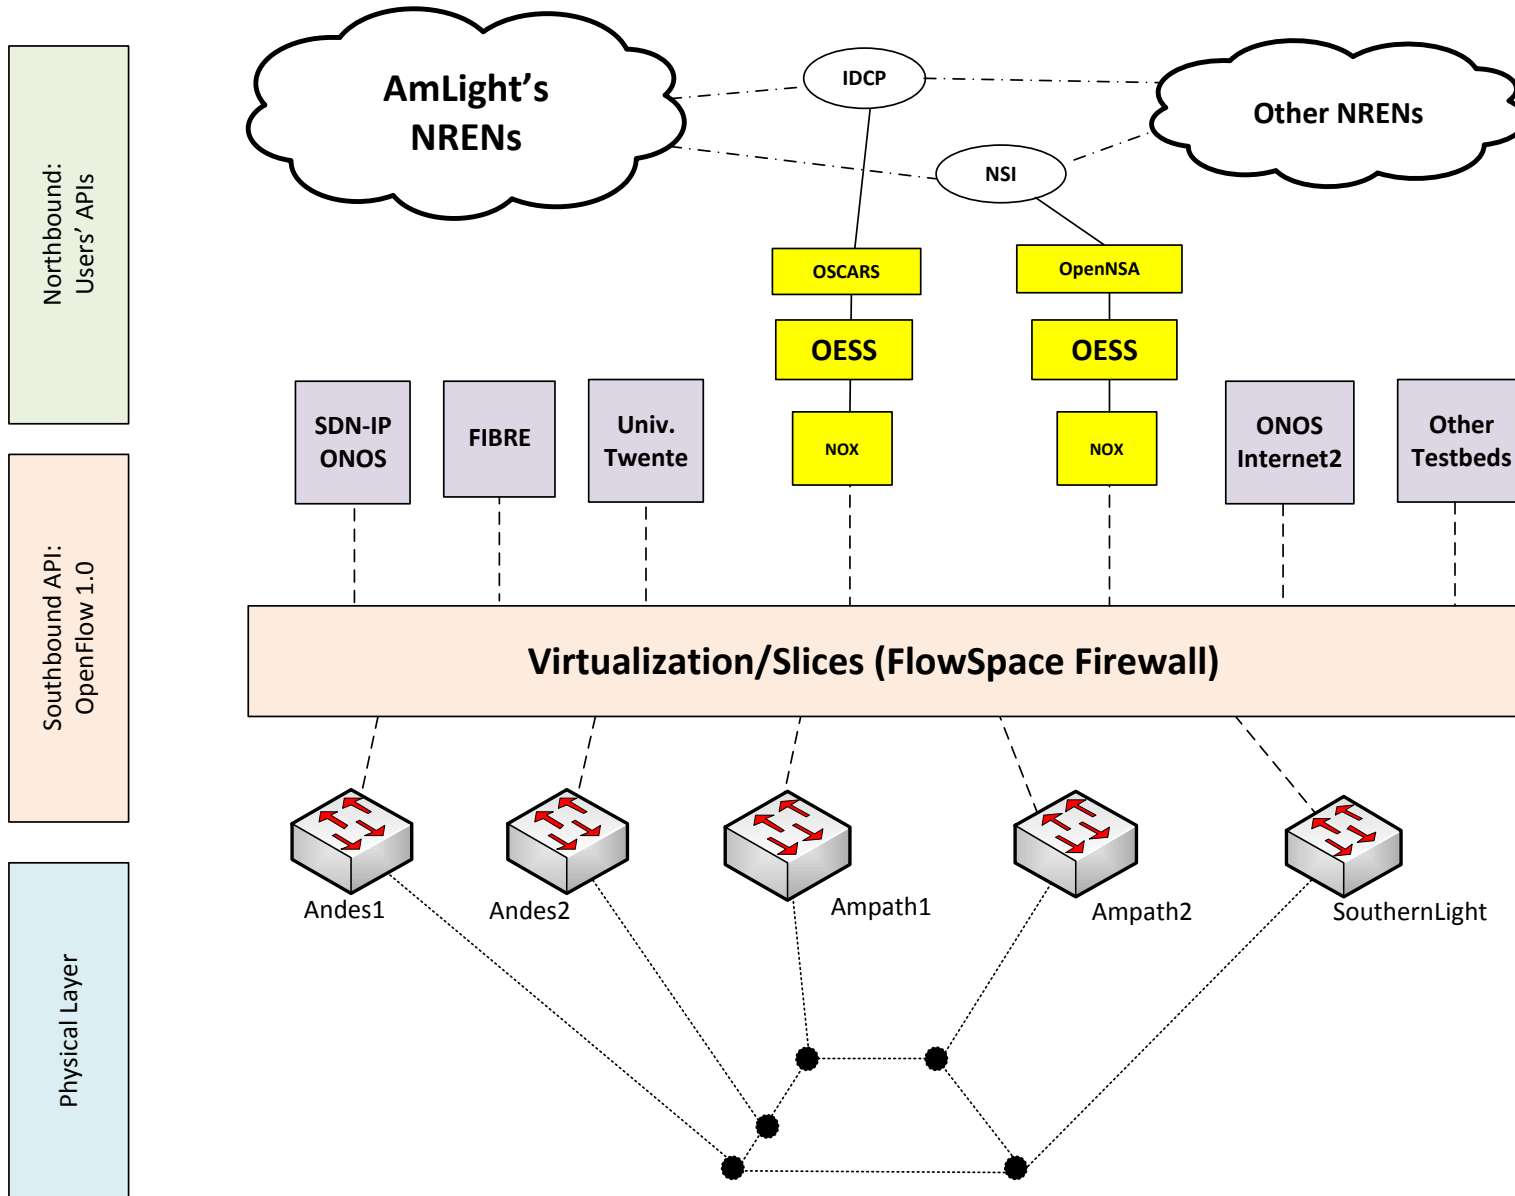 AmLight's
NRENs
IDCP
Other NRENs
NSI
Northbound:
Users' APIs
OSCARS
OpenNSA
OESS
OESS
SDN-IP
ONOS
FIBRE
Univ.
Twente
NOX
NOX
ONOS
Internet2
Other
Testbeds
Southbound API:
OpenFlow 1.0
Virtualization/Slices (FlowSpace Firewall)
Andes1
Andes2
Ampath1
Ampath2
SouthernLight
Physical Layer